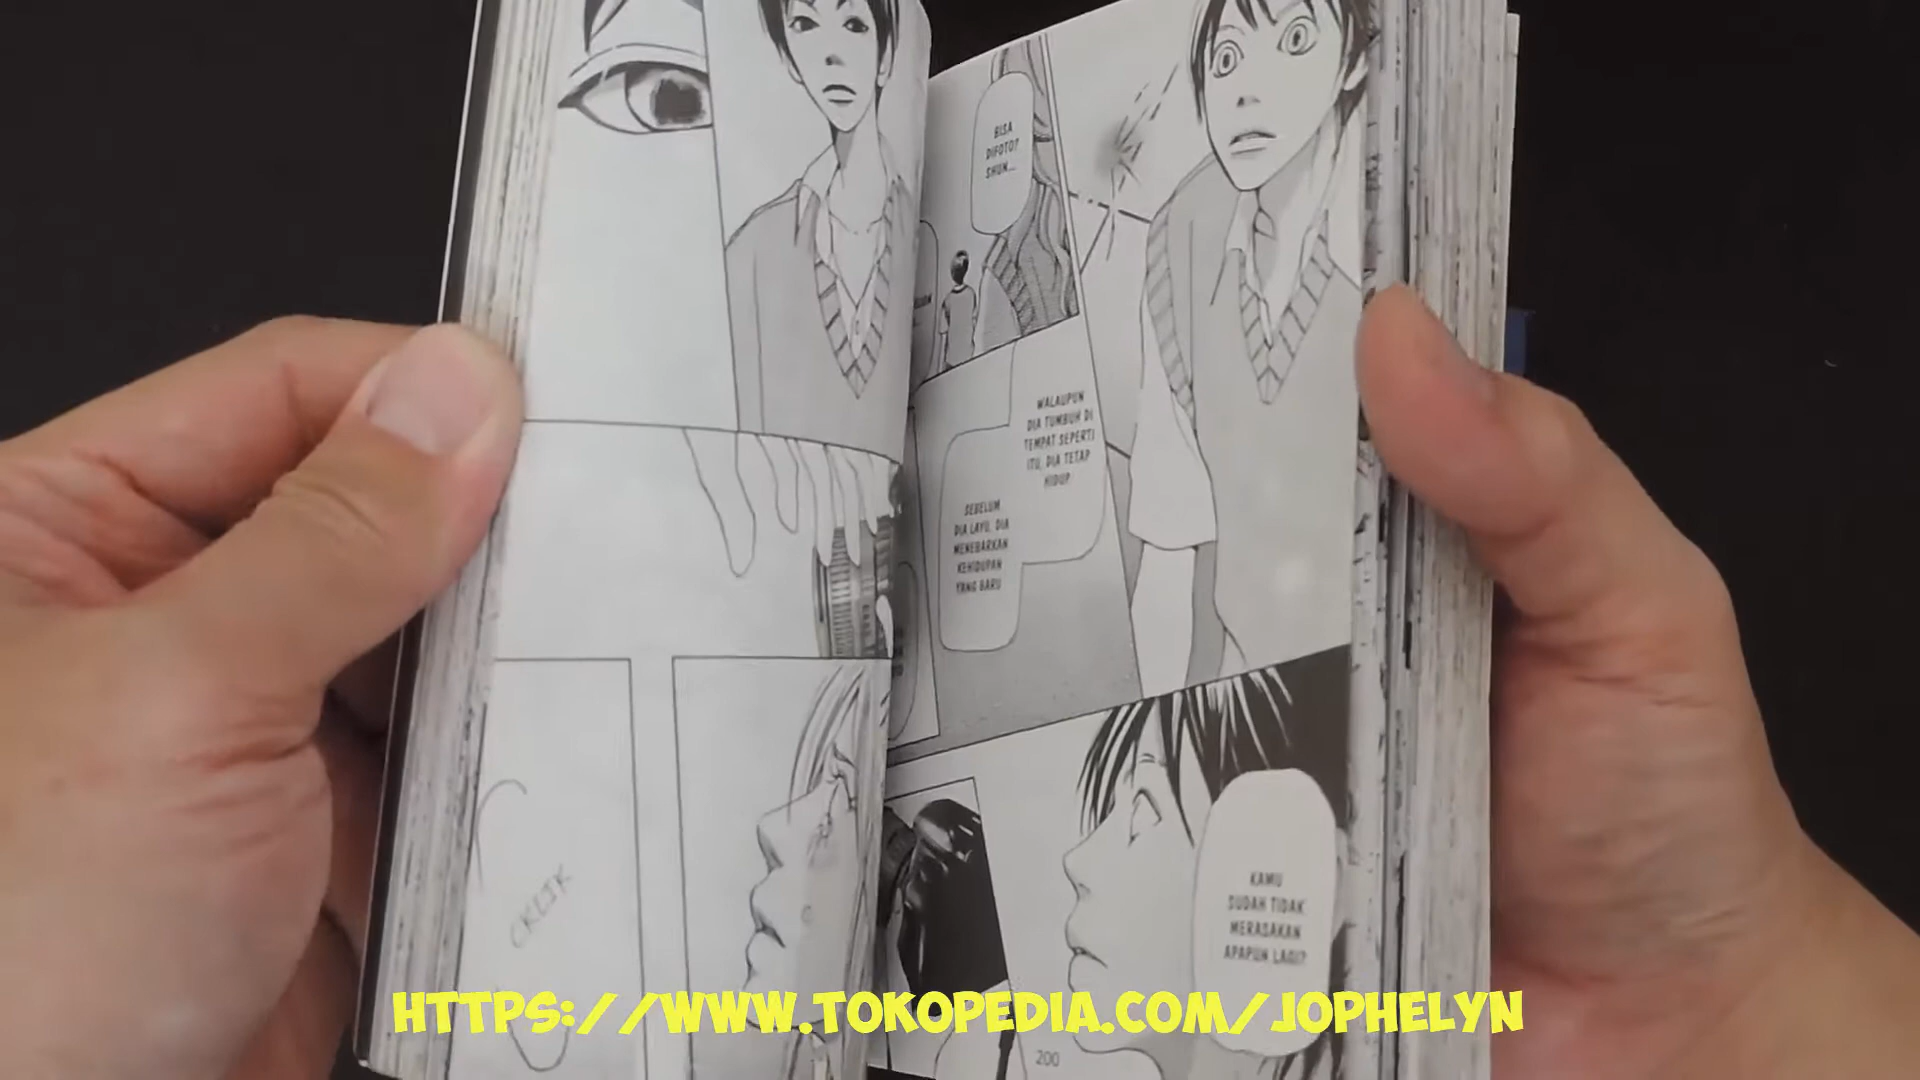 BISA
DIFOTO?
SHUN...
WALAUPUN
DIA TUMBUH DI
TEMPAT SEPERTI
ITU, DIA TETAP
HIDUP
SEBELUM
DIA LAYU, DIA
MENEBARKAN
KEHIDUPAN
YANG BARU
CKLIK
KAMU
SUDAH TIDAK
MERASAKAN
APAPUN LAGI?
HTTPS://WWW.TOKOPEDIA.COM/JOPHELYN
200